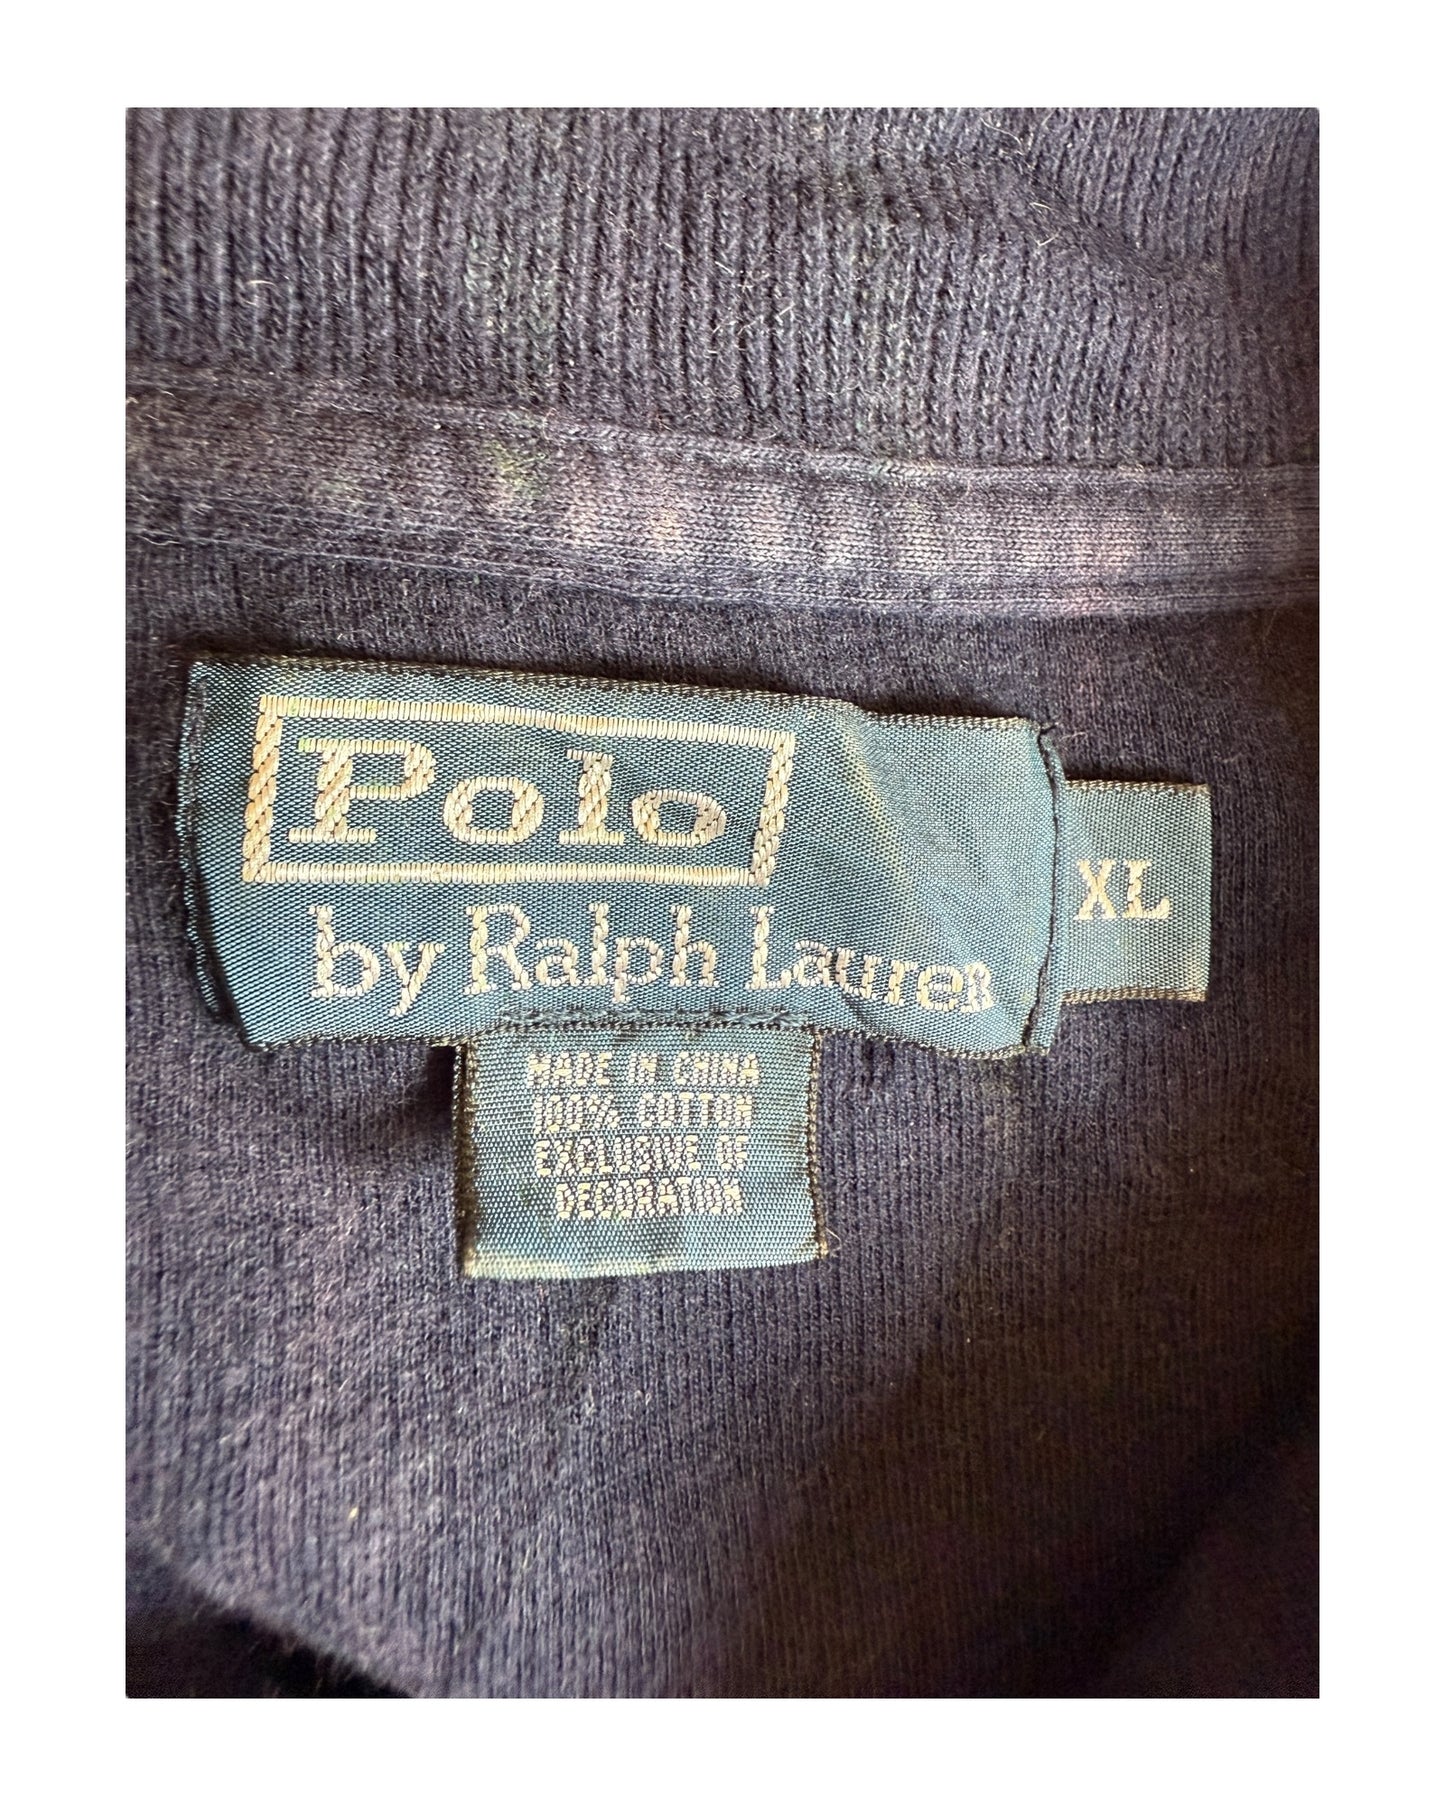 Polo
by Ralph Lauren
XL
MADE IN CHINA
100% COTTON
EXCLUSIVE OF
DECORATION